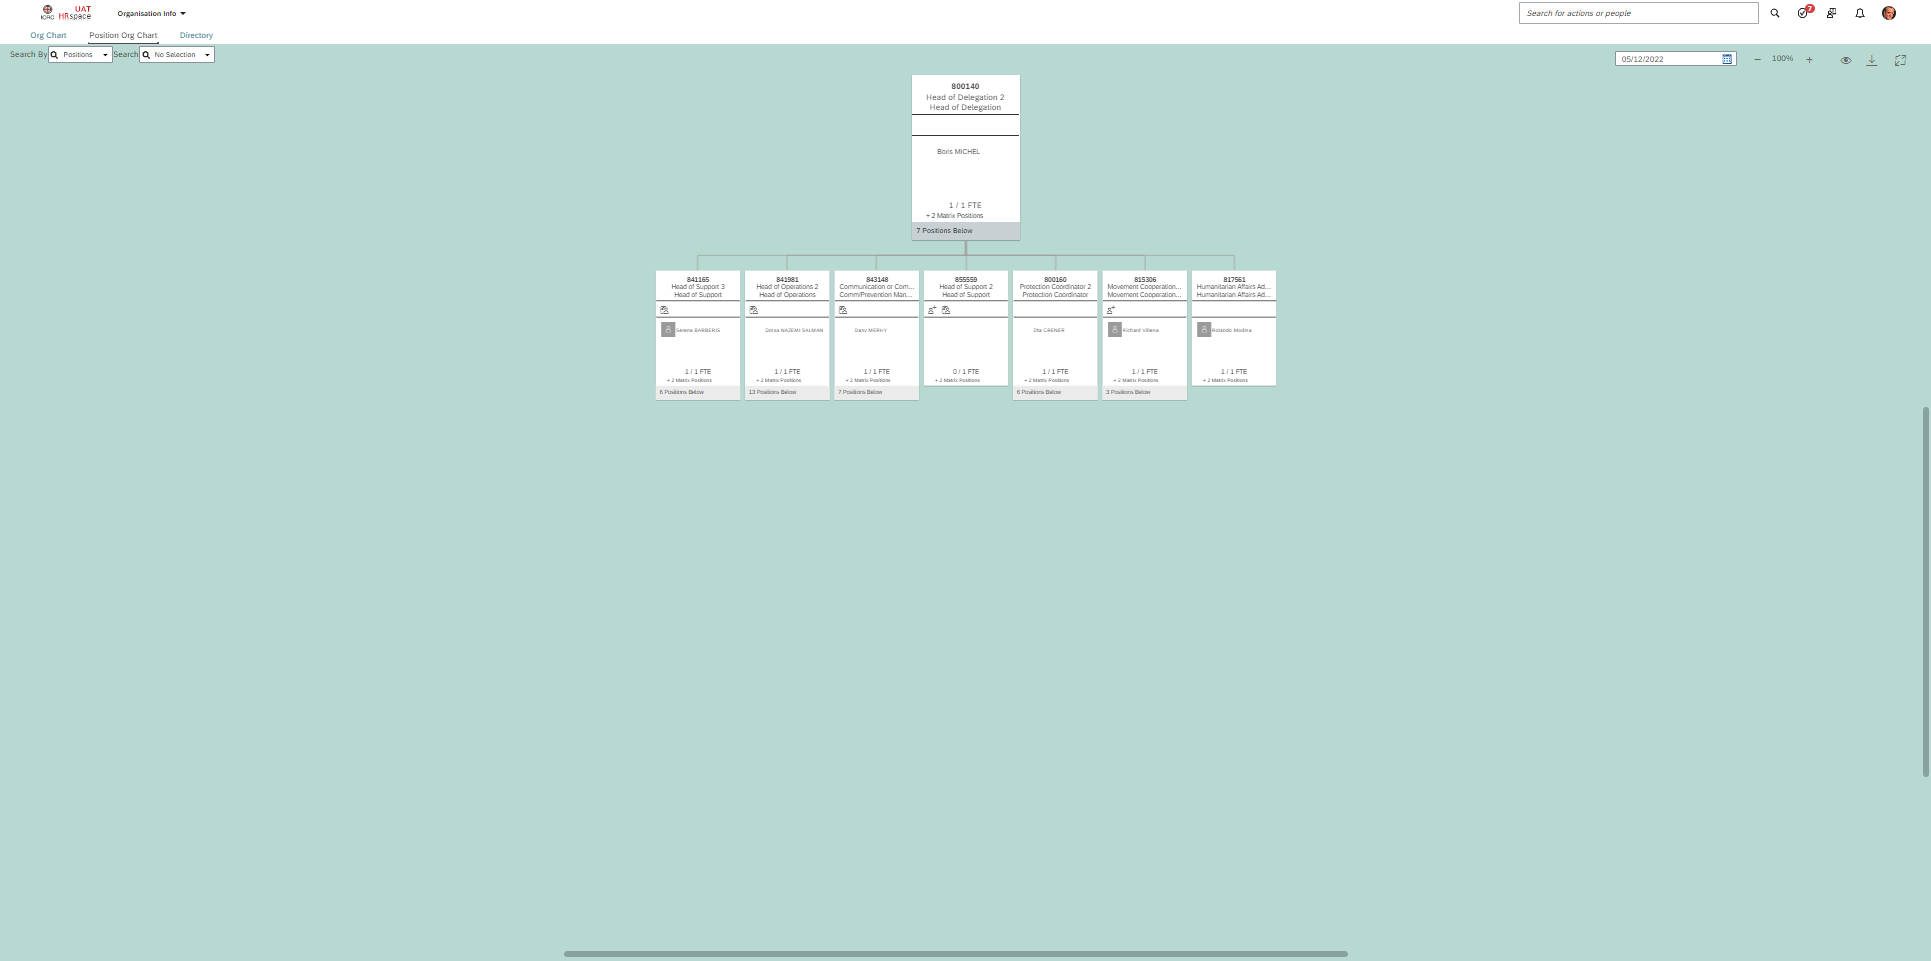 ICRC
UAT
HRspace
Organisation Info
Search for actions or people
7
Org Chart
Position Org Chart
Directory
Search By
Positions
Search
No Selection
05/12/2022
100%
800140
Head of Delegation 2
Head of Delegation
Boris MICHEL
1 / 1 FTE
+ 2 Matrix Positions
7 Positions Below
841165
Head of Support 3
Head of Support
Serena BARBERIS
1 / 1 FTE
+ 2 Matrix Positions
6 Positions Below
841981
Head of Operations 2
Head of Operations
Dorsa NAZEMI SALMAN
1 / 1 FTE
+ 2 Matrix Positions
13 Positions Below
843148
Communication or Com...
Comm/Prevention Man...
Dany MERHY
1 / 1 FTE
+ 2 Matrix Positions
7 Positions Below
855559
Head of Support 2
Head of Support
0 / 1 FTE
+ 2 Matrix Positions
800160
Protection Coordinator 2
Protection Coordinator
Zita CRENER
1 / 1 FTE
+ 2 Matrix Positions
6 Positions Below
815306
Movement Cooperation...
Movement Cooperation...
Richard Villena
1 / 1 FTE
+ 2 Matrix Positions
3 Positions Below
817561
Humanitarian Affairs Ad...
Humanitarian Affairs Ad...
Rolando Modina
1 / 1 FTE
+ 2 Matrix Positions